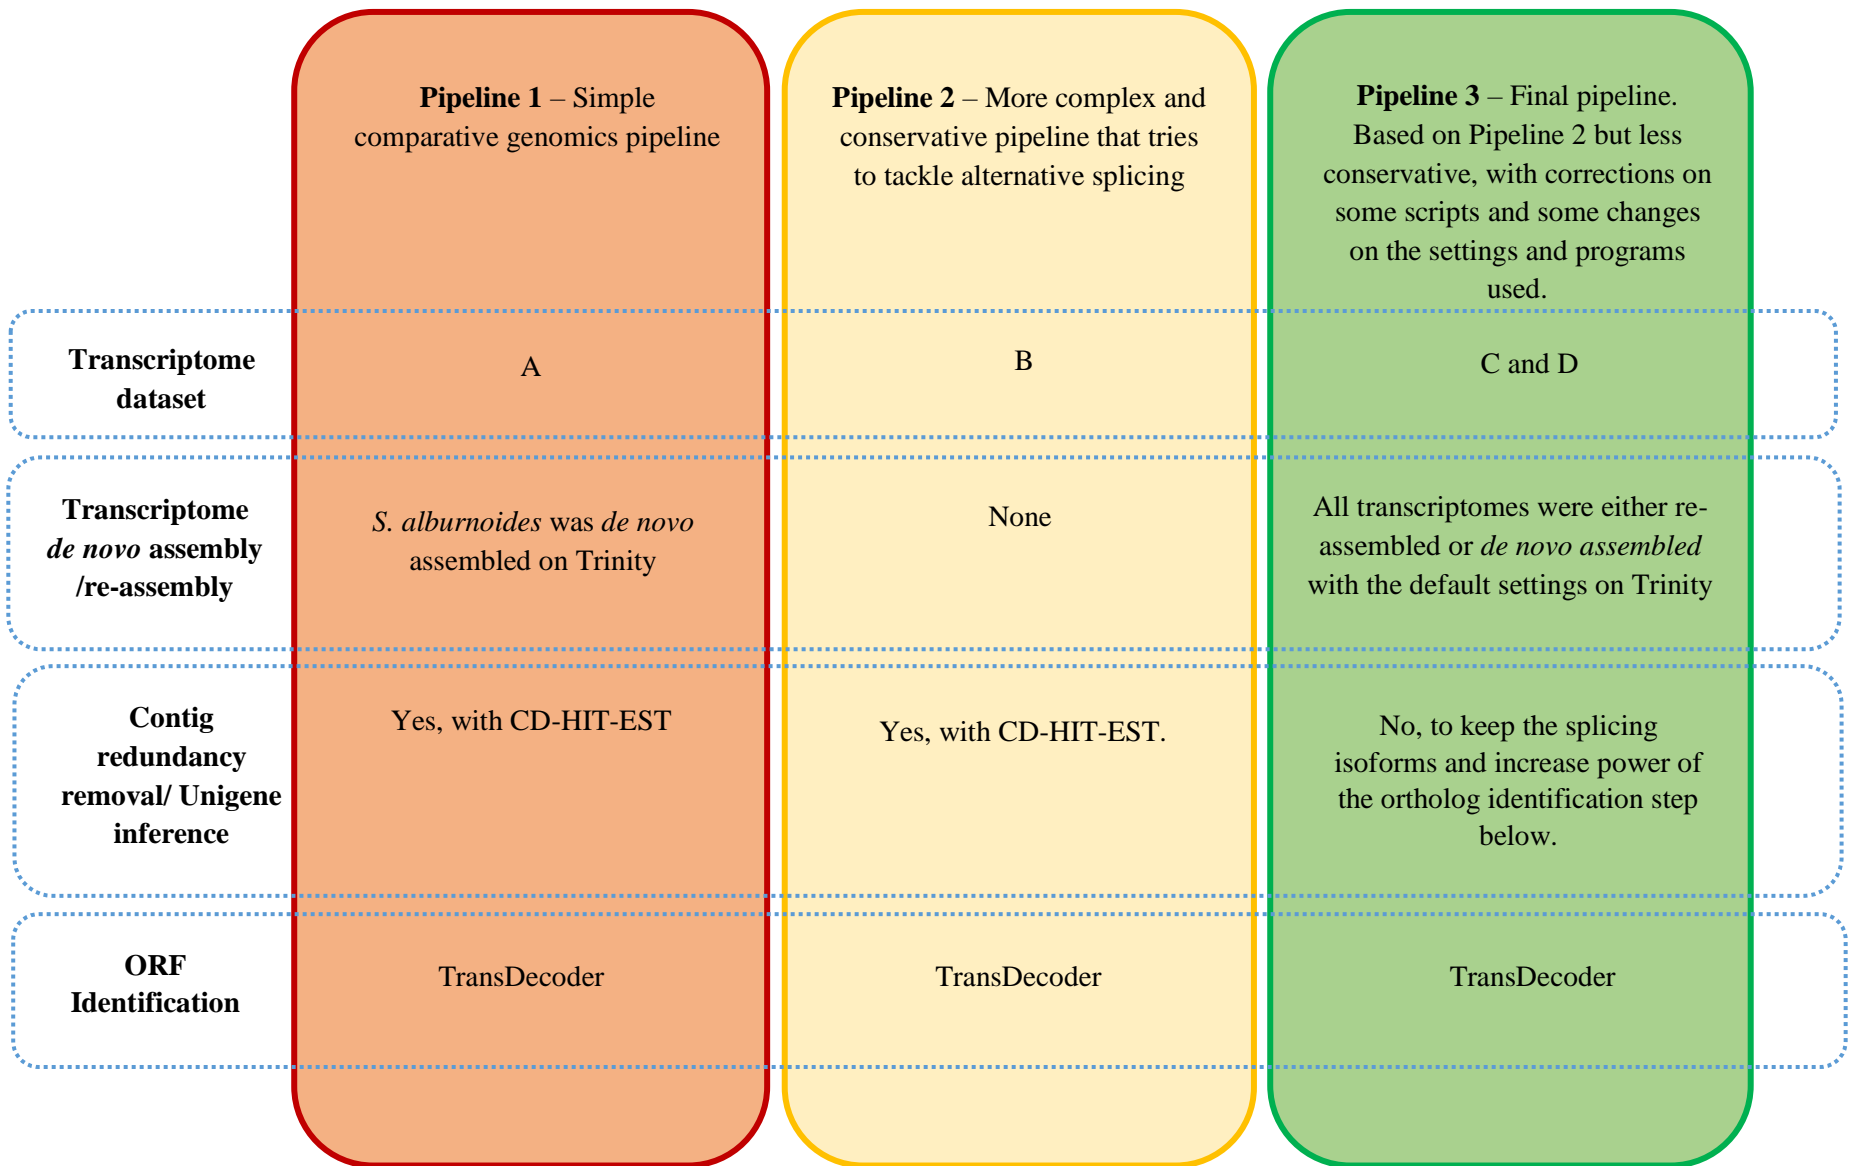 Pipeline 1 – Simple
comparative genomics pipeline
Pipeline 2 – More complex and
conservative pipeline that tries
to tackle alternative splicing
Pipeline 3 – Final pipeline.
Based on Pipeline 2 but less
conservative, with corrections on
some scripts and some changes
on the settings and programs
used.
Transcriptome
dataset
A
B
C and D
Transcriptome
de novo assembly
/re-assembly
S. alburnoides was de novo
assembled on Trinity
None
All transcriptomes were either re-
assembled or de novo assembled
with the default settings on Trinity
Contig
redundancy
removal/ Unigene
inference
Yes, with CD-HIT-EST
Yes, with CD-HIT-EST.
No, to keep the splicing
isoforms and increase power of
the ortholog identification step
below.
ORF
Identification
TransDecoder
TransDecoder
TransDecoder